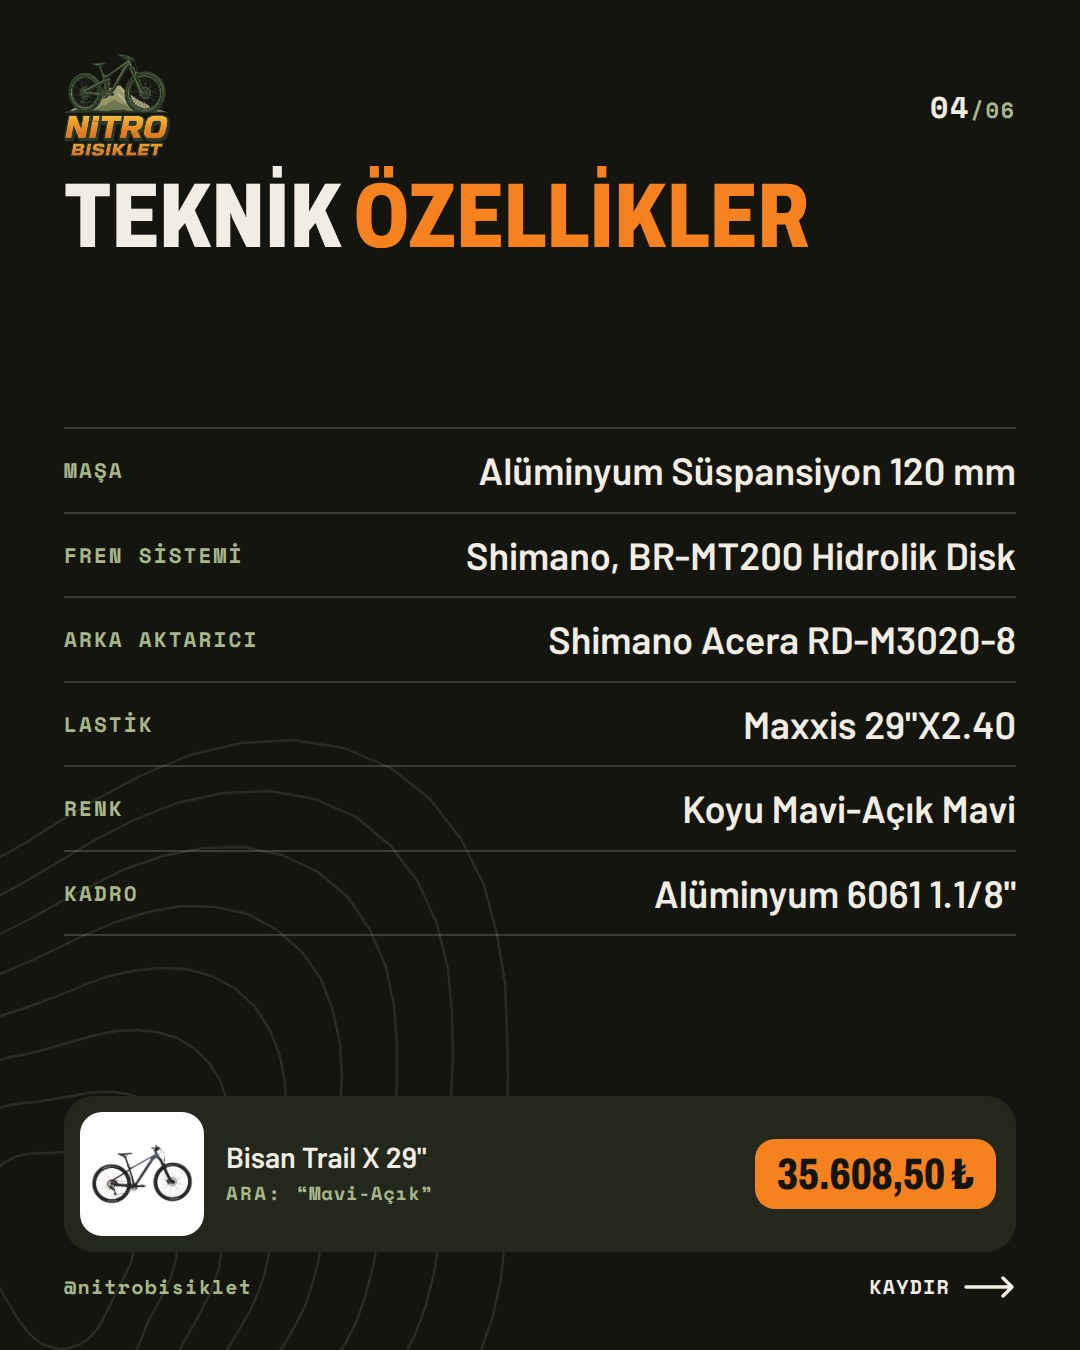 NiTRO
BISIKLET
04/06
TEKNİK ÖZELLİKLER
MAŞA Alüminyum Süspansiyon 120 mm
FREN SİSTEMİ Shimano, BR-MT200 Hidrolik Disk
ARKA AKTARICI Shimano Acera RD-M3020-8
LASTİK Maxxis 29"X2.40
RENK Koyu Mavi-Açık Mavi
KADRO Alüminyum 6061 1.1/8"
Bisan Trail X 29"
ARA: “Mavi-Açık”
35.608,50 ₺
@nitrobisiklet
KAYDIR